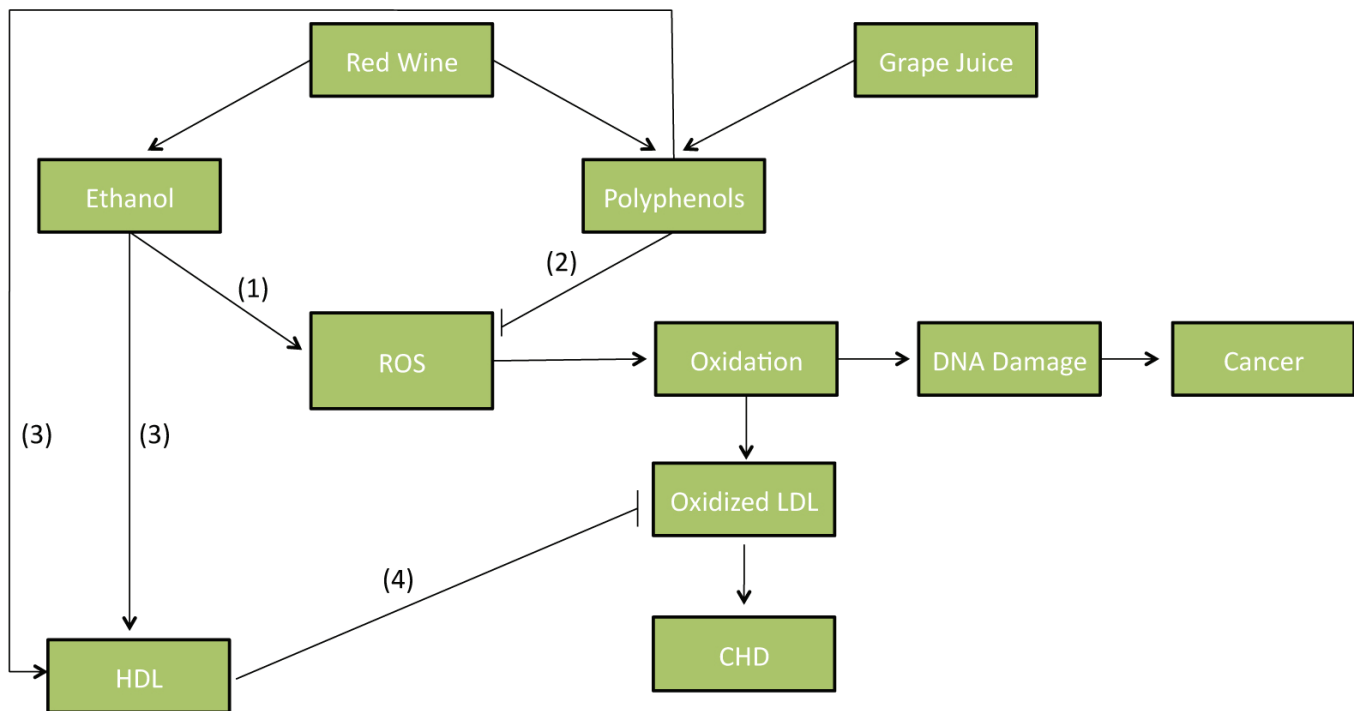 Red Wine
Grape Juice
Ethanol
Polyphenols
(1)
(2)
ROS
Oxidation
DNA Damage
Cancer
(3)
(3)
Oxidized LDL
(4)
HDL
CHD